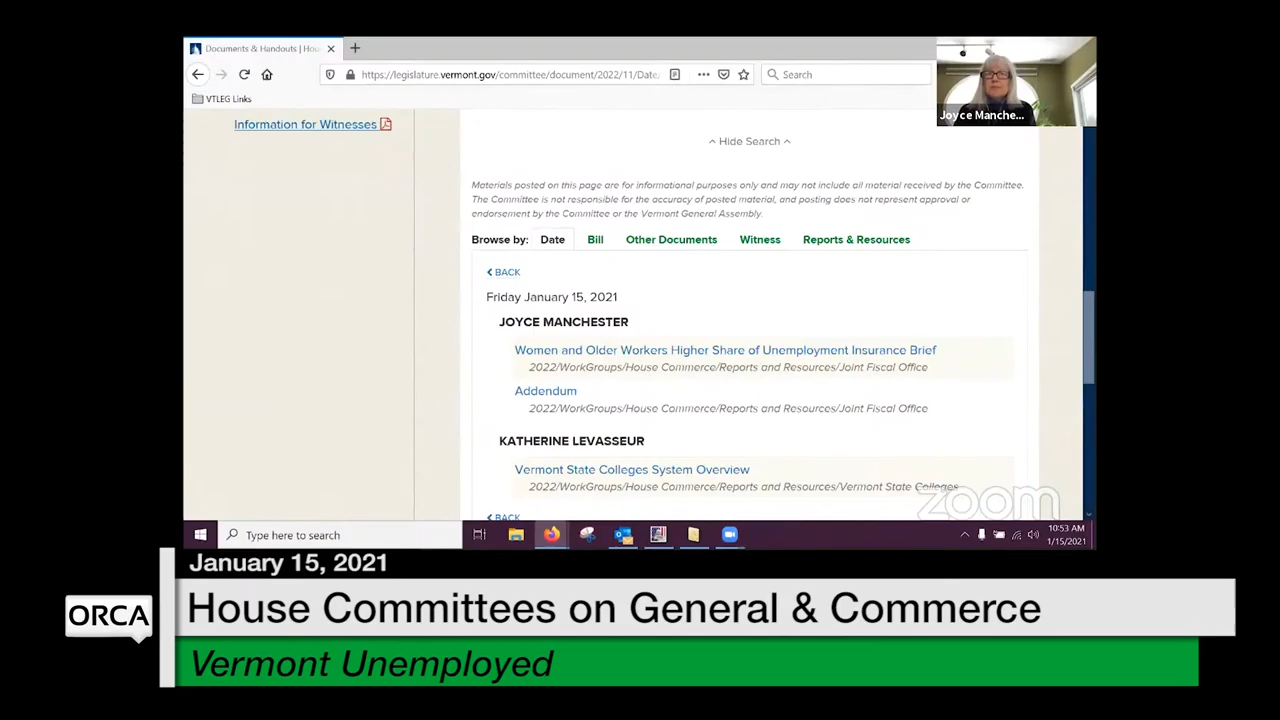 Documents & Handouts | Hou
https://legislature.vermont.gov/committee/document/2022/11/Date/
Search
VTLEG Links
Joyce Manche...
Information for Witnesses
Hide Search
Materials posted on this page are for informational purposes only and may not include all material received by the Committee.
The Committee is not responsible for the accuracy of posted material, and posting does not represent approval or
endorsement by the Committee or the Vermont General Assembly.
Browse by: Date Bill Other Documents Witness Reports & Resources
BACK
Friday January 15, 2021
JOYCE MANCHESTER
Women and Older Workers Higher Share of Unemployment Insurance Brief
2022/WorkGroups/House Commerce/Reports and Resources/Joint Fiscal Office
Addendum
2022/WorkGroups/House Commerce/Reports and Resources/Joint Fiscal Office
KATHERINE LEVASSEUR
Vermont State Colleges System Overview
2022/WorkGroups/House Commerce/Reports and Resources/Vermont State Colleges
zoom
BACK
Type here to search
10:53 AM
1/15/2021
January 15, 2021
ORCA
House Committees on General & Commerce
Vermont Unemployed